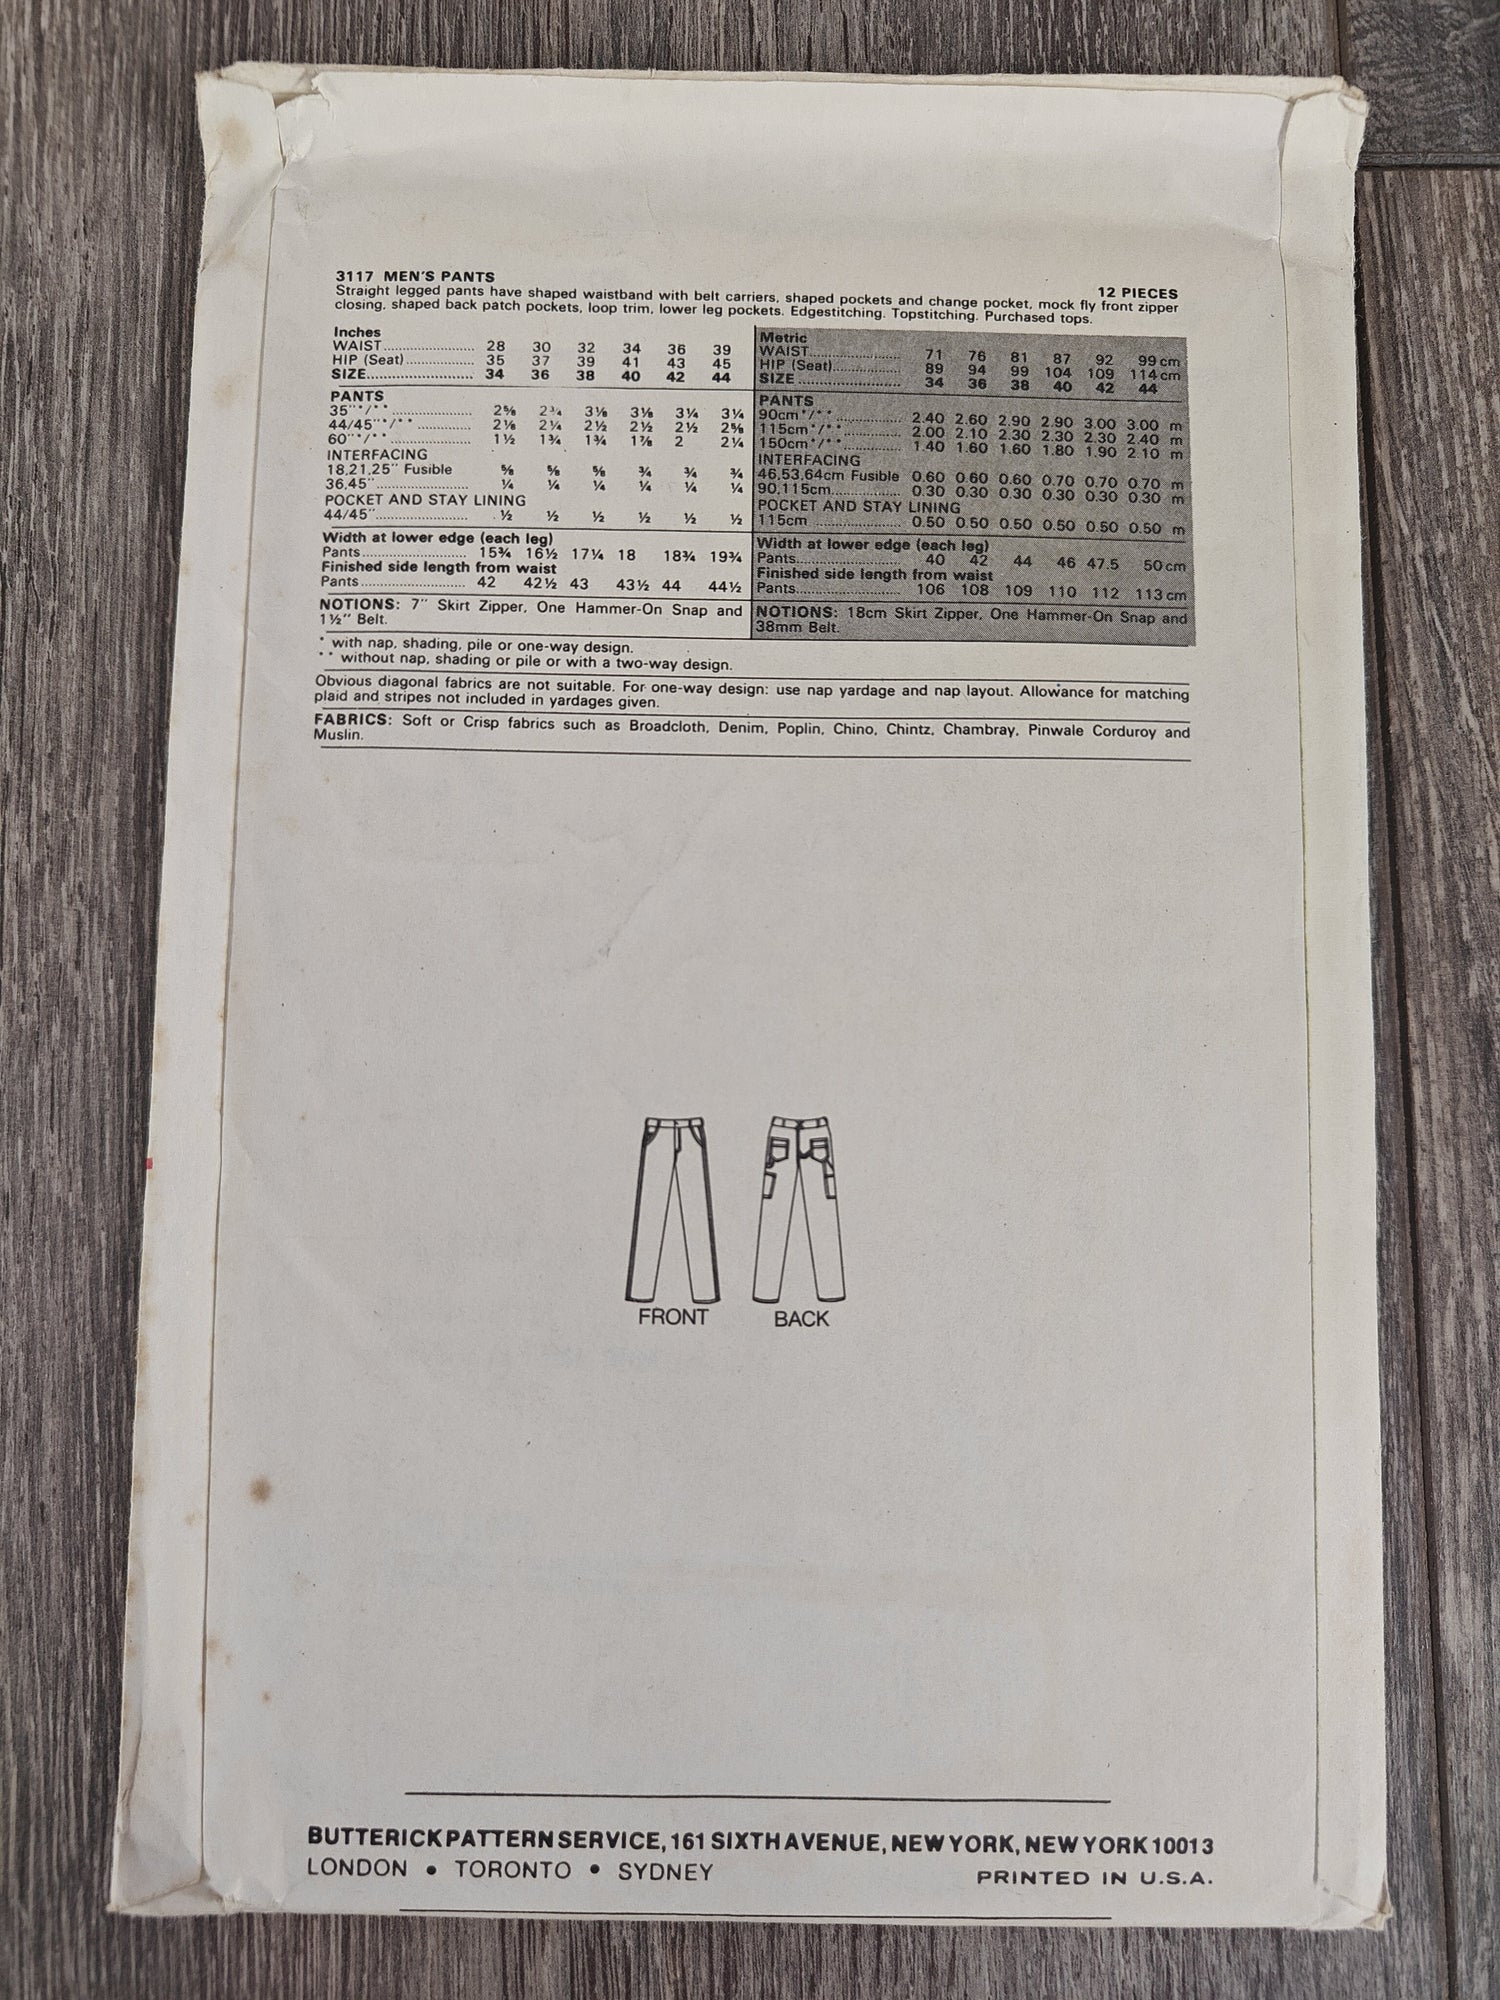 3117 MEN'S PANTS
12 PIECES
Straight legged pants have shaped waistband with belt carriers, shaped pockets and change pocket, mock fly front zipper
closing, shaped back patch pockets, loop trim, lower leg pockets. Edgestitching. Topstitching. Purchased tops.
Inches
WAIST 28 30 32 34 36 39
HIP (Seat) 35 37 39 41 43 45
SIZE 34 36 38 40 42 44
PANTS
35"*/** 2⅝ 2¾ 3⅛ 3⅛ 3¼ 3¼
44/45"*/** 2⅛ 2¼ 2½ 2½ 2½ 2⅝
60"*/** 1½ 1¾ 1¾ 1⅞ 2 2¼
INTERFACING
18,21,25" Fusible ⅝ ⅝ ⅝ ¾ ¾ ¾
36,45" ¼ ¼ ¼ ¼ ¼ ¼
POCKET AND STAY LINING
44/45" ½ ½ ½ ½ ½ ½
Width at lower edge (each leg)
Pants 15¾ 16½ 17¼ 18 18¾ 19¾
Finished side length from waist
Pants 42 42½ 43 43½ 44 44½
NOTIONS: 7" Skirt Zipper, One Hammer-On Snap and
1½" Belt.
Metric
WAIST 71 76 81 87 92 99 cm
HIP (Seat) 89 94 99 104 109 114 cm
SIZE 34 36 38 40 42 44
PANTS
90cm*/** 2.40 2.60 2.90 2.90 3.00 3.00 m
115cm*/** 2.00 2.10 2.30 2.30 2.30 2.40 m
150cm*/** 1.40 1.60 1.60 1.80 1.90 2.10 m
INTERFACING
46,53,64cm Fusible 0.60 0.60 0.60 0.70 0.70 0.70 m
90,115cm 0.30 0.30 0.30 0.30 0.30 0.30 m
POCKET AND STAY LINING
115cm 0.50 0.50 0.50 0.50 0.50 0.50 m
Width at lower edge (each leg)
Pants 40 42 44 46 47.5 50 cm
Finished side length from waist
Pants 106 108 109 110 112 113 cm
NOTIONS: 18cm Skirt Zipper, One Hammer-On Snap and
38mm Belt.
* with nap, shading, pile or one-way design.
** without nap, shading or pile or with a two-way design.
Obvious diagonal fabrics are not suitable. For one-way design: use nap yardage and nap layout. Allowance for matching
plaid and stripes not included in yardages given.
FABRICS: Soft or Crisp fabrics such as Broadcloth, Denim, Poplin, Chino, Chintz, Chambray, Pinwale Corduroy and
Muslin.
FRONT BACK
BUTTERICK PATTERN SERVICE, 161 SIXTH AVENUE, NEW YORK, NEW YORK 10013
LONDON • TORONTO • SYDNEY
PRINTED IN U.S.A.